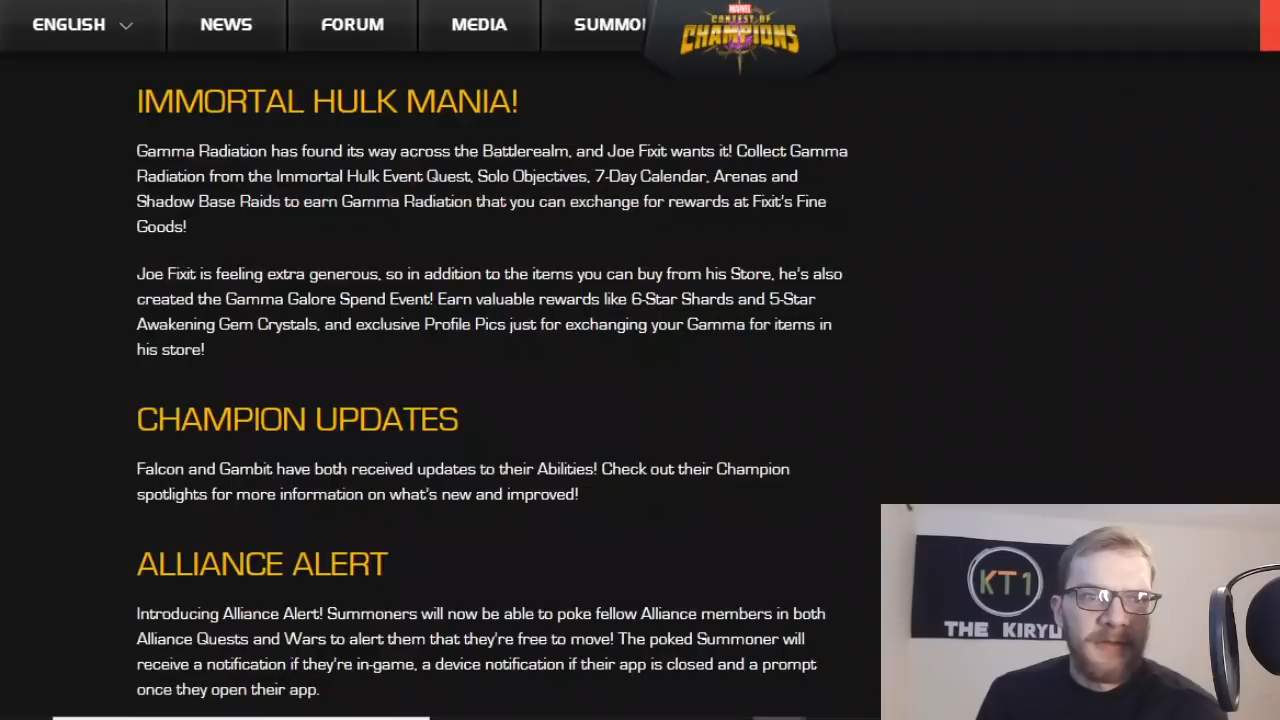 ENGLISH NEWS FORUM MEDIA SUMMO
MARVEL
CONTEST OF
CHAMPIONS
IMMORTAL HULK MANIA!
Gamma Radiation has found its way across the Battlerealm, and Joe Fixit wants it! Collect Gamma
Radiation from the Immortal Hulk Event Quest, Solo Objectives, 7-Day Calendar, Arenas and
Shadow Base Raids to earn Gamma Radiation that you can exchange for rewards at Fixit's Fine
Goods!
Joe Fixit is feeling extra generous, so in addition to the items you can buy from his Store, he's also
created the Gamma Galore Spend Event! Earn valuable rewards like 6-Star Shards and 5-Star
Awakening Gem Crystals, and exclusive Profile Pics just for exchanging your Gamma for items in
his store!
CHAMPION UPDATES
Falcon and Gambit have both received updates to their Abilities! Check out their Champion
spotlights for more information on what's new and improved!
ALLIANCE ALERT
Introducing Alliance Alert! Summoners will now be able to poke fellow Alliance members in both
Alliance Quests and Wars to alert them that they're free to move! The poked Summoner will
receive a notification if they're in-game, a device notification if their app is closed and a prompt
once they open their app.
KT1
THE KIRYU